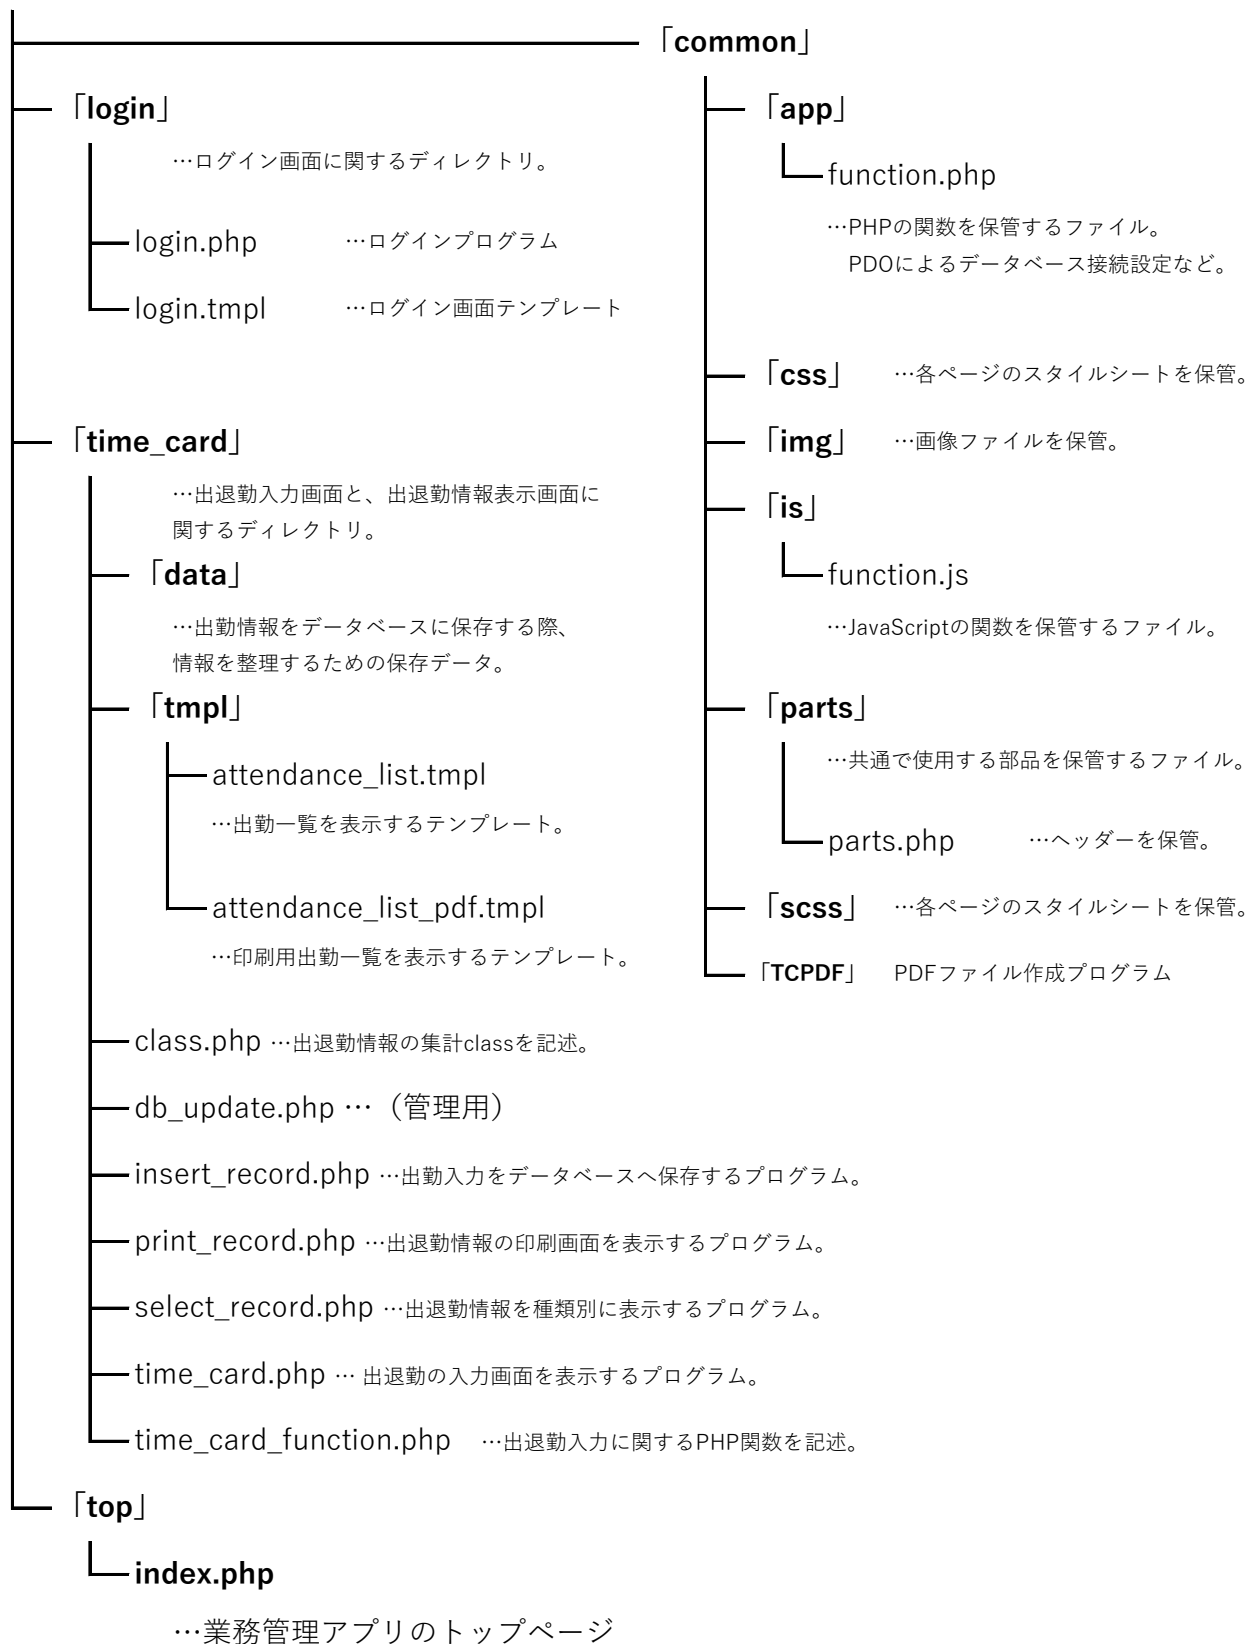 「common」
「login」
…ログイン画面に関するディレクトリ。
login.php …ログインプログラム
login.tmpl …ログイン画面テンプレート
「time_card」
…出退勤入力画面と、出退勤情報表示画面に
関するディレクトリ。
「data」
…出勤情報をデータベースに保存する際、
情報を整理するための保存データ。
「tmpl」
attendance_list.tmpl
…出勤一覧を表示するテンプレート。
attendance_list_pdf.tmpl
…印刷用出勤一覧を表示するテンプレート。
class.php …出退勤情報の集計classを記述。
db_update.php …（管理用）
insert_record.php …出勤入力をデータベースへ保存するプログラム。
print_record.php …出退勤情報の印刷画面を表示するプログラム。
select_record.php …出退勤情報を種類別に表示するプログラム。
time_card.php … 出退勤の入力画面を表示するプログラム。
time_card_function.php …出退勤入力に関するPHP関数を記述。
「top」
index.php
…業務管理アプリのトップページ
「app」
function.php
…PHPの関数を保管するファイル。
PDOによるデータベース接続設定など。
「css」 …各ページのスタイルシートを保管。
「img」 …画像ファイルを保管。
「is」
function.js
…JavaScriptの関数を保管するファイル。
「parts」
…共通で使用する部品を保管するファイル。
parts.php …ヘッダーを保管。
「scss」 …各ページのスタイルシートを保管。
「TCPDF」 PDFファイル作成プログラム